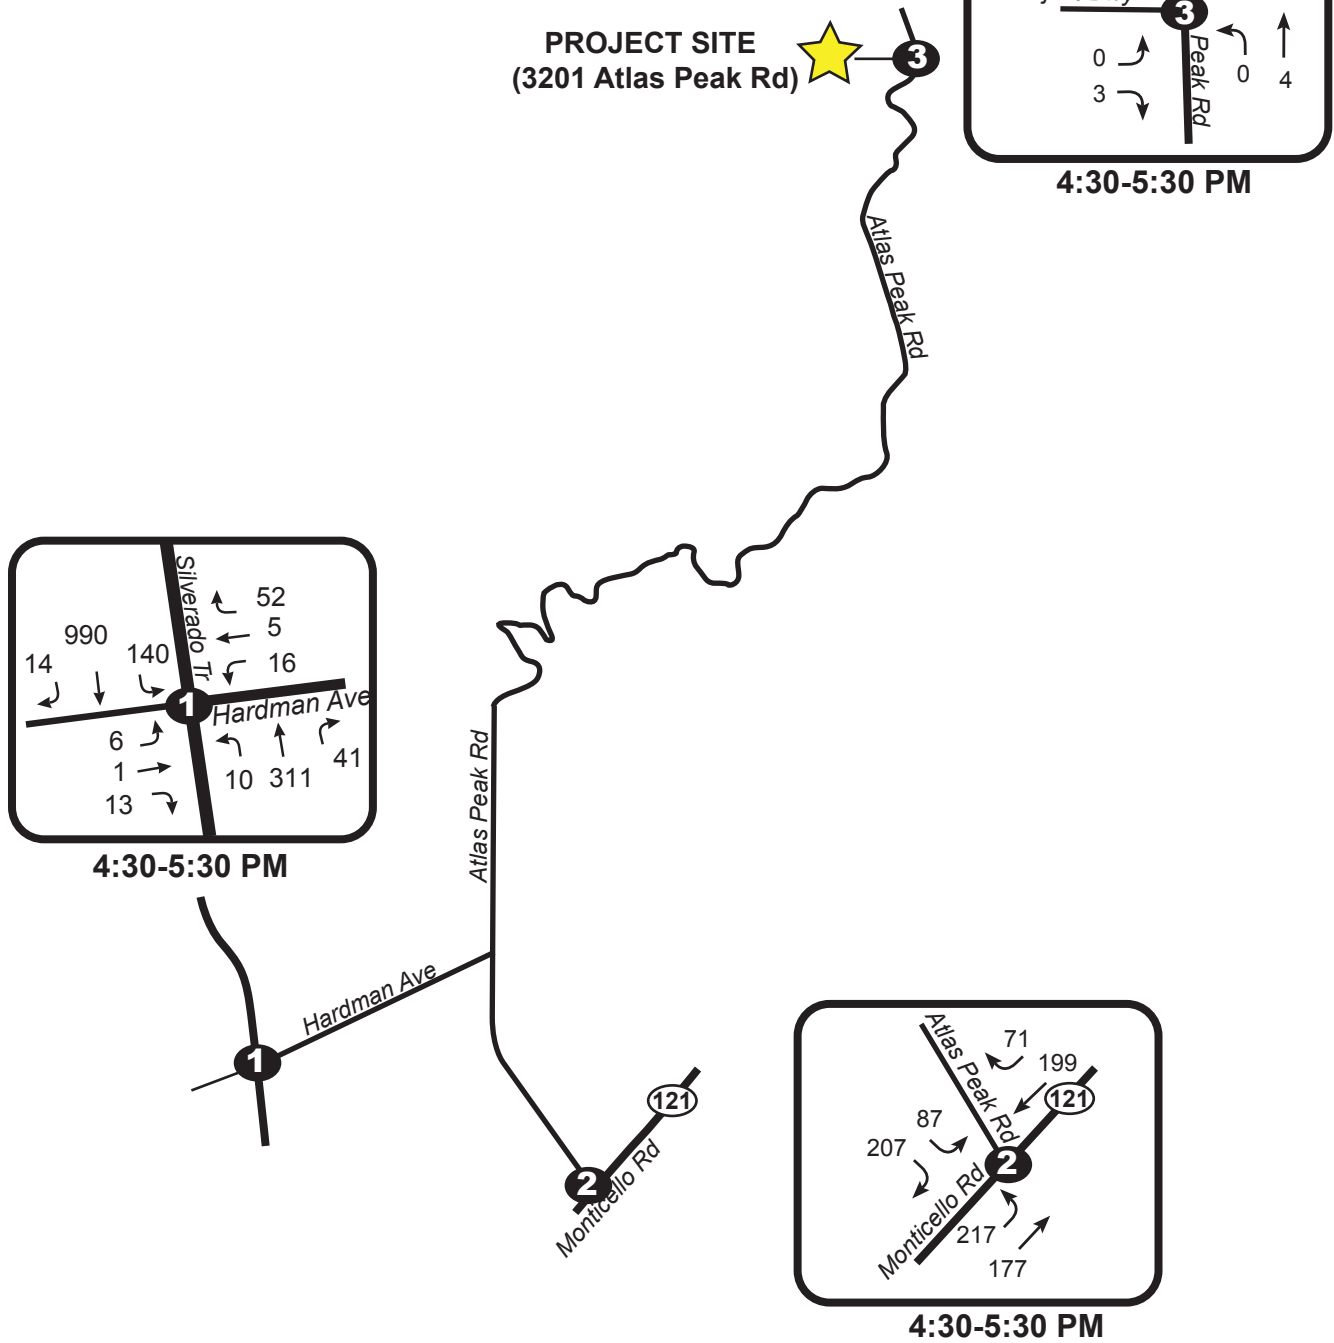 PROJECT SITE
(3201 Atlas Peak Rd)
3
3
Peak Rd
0
3
0
4
4:30-5:30 PM
Atlas Peak Rd
Silverado Tr
52
5
16
990
14
140
1
Hardman Ave
6
1
13
10
311
41
4:30-5:30 PM
Atlas Peak Rd
Hardman Ave
1
121
2
Monticello Rd
Atlas Peak Rd
71
199
121
87
207
2
Monticello Rd
217
177
4:30-5:30 PM